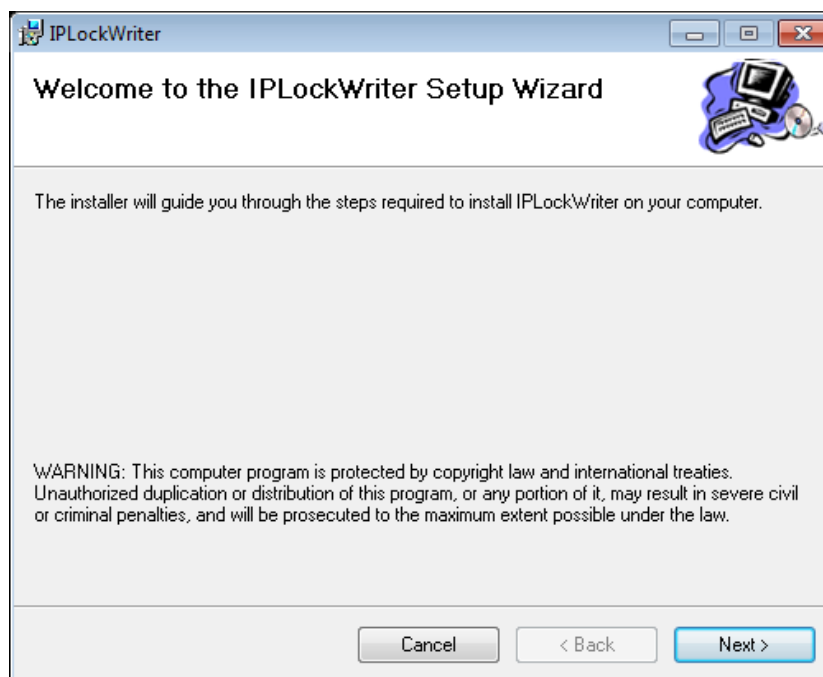 IPLockWriter
Welcome to the IPLockWriter Setup Wizard
The installer will guide you through the steps required to install IPLockWriter on your computer.
WARNING: This computer program is protected by copyright law and international treaties.
Unauthorized duplication or distribution of this program, or any portion of it, may result in severe civil
or criminal penalties, and will be prosecuted to the maximum extent possible under the law.
Cancel
< Back
Next >